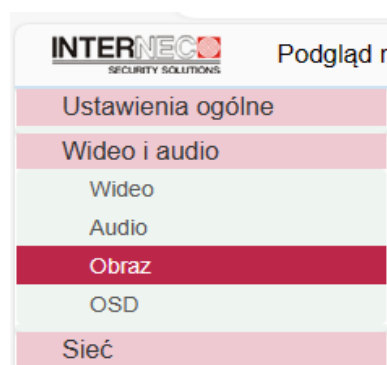 INTERNEC
SECURITY SOLUTIONS
Podgląd
Ustawienia ogólne
Wideo i audio
Wideo
Audio
Obraz
OSD
Sieć